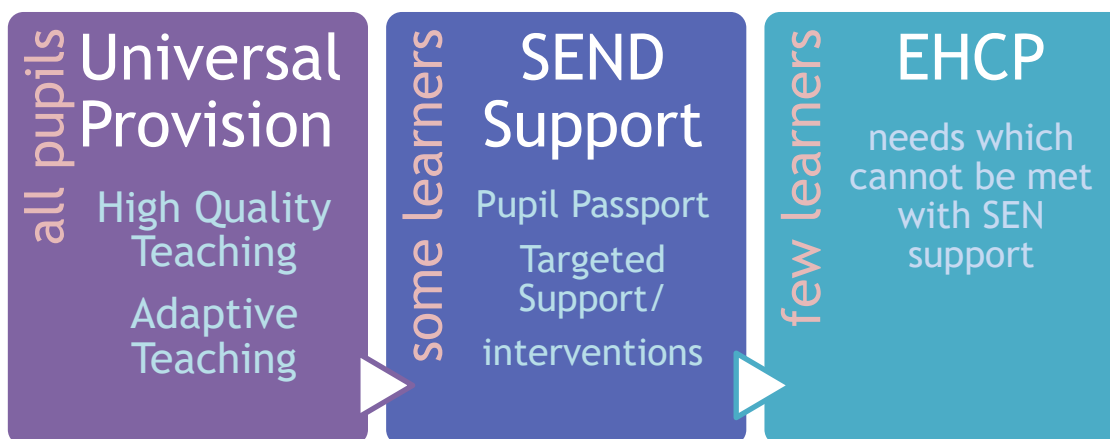 all pupils
Universal
Provision
High Quality
Teaching
Adaptive
Teaching
some learners
SEND
Support
Pupil Passport
Targeted
Support/
interventions
few learners
EHCP
needs which
cannot be met
with SEN
support